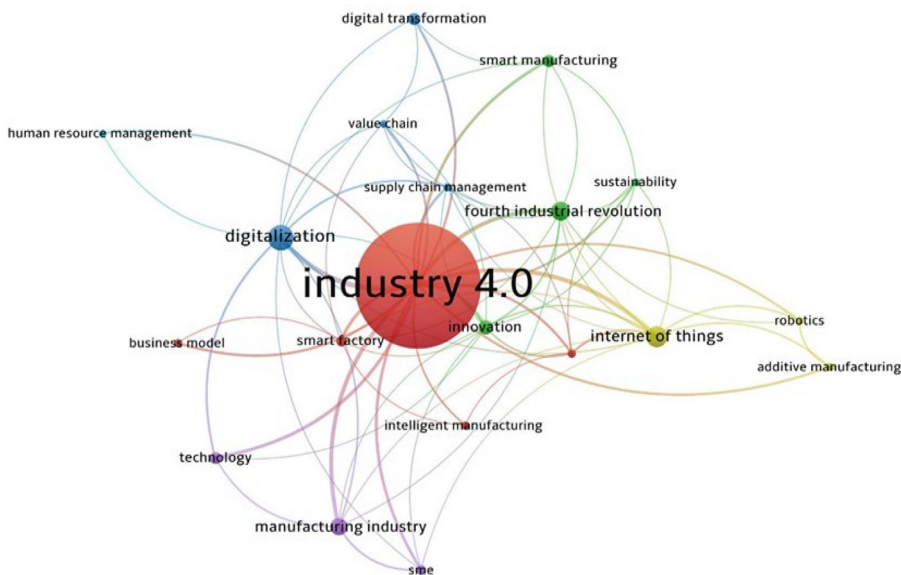 digital transformation
smart manufacturing
value chain
human resource management
supply chain management
sustainability
fourth industrial revolution
digitalization
industry 4.0
robotics
innovation
internet of things
smart factory
business model
additive manufacturing
intelligent manufacturing
technology
manufacturing industry
sme